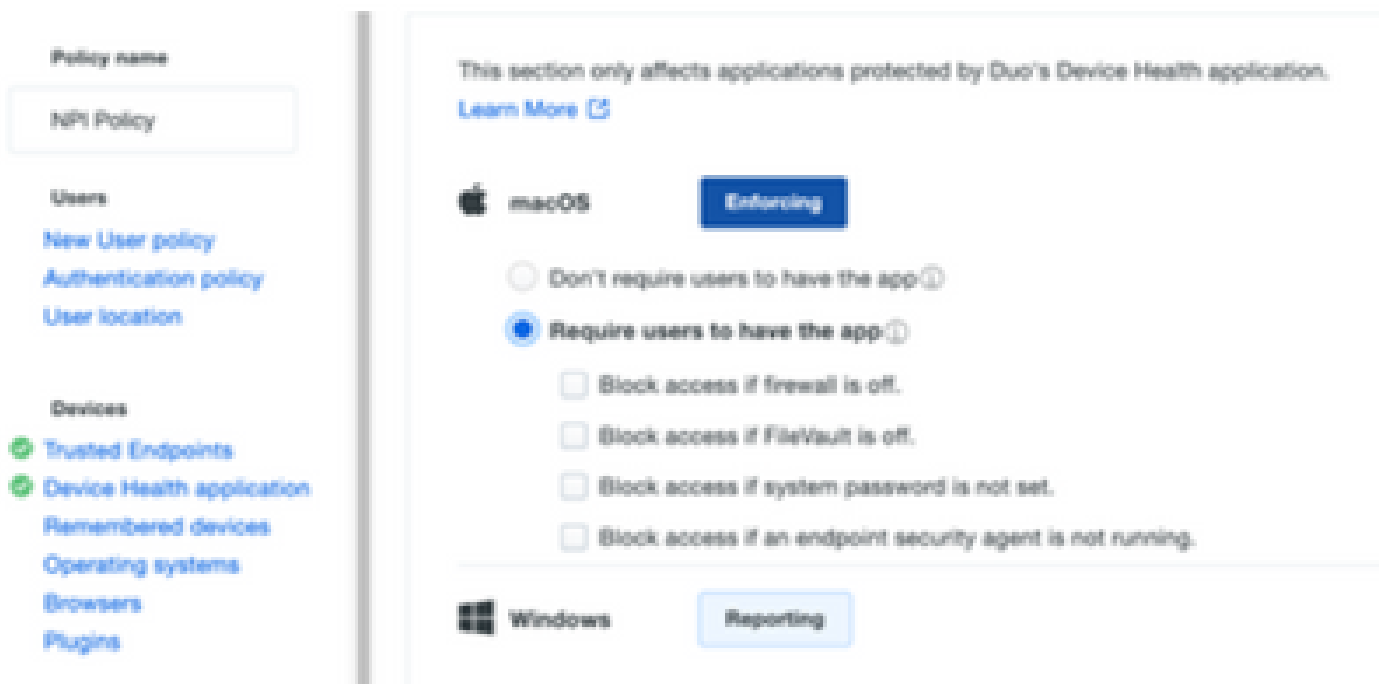 Policy name
NPI Policy
Users
New User policy
Authentication policy
User location
Devices
Trusted Endpoints
Device Health application
Remembered devices
Operating systems
Browsers
Plugins
This section only affects applications protected by Duo's Device Health application.
Learn More
macOS
Enforcing
Don't require users to have the app
Require users to have the app
Block access if firewall is off.
Block access if FileVault is off.
Block access if system password is not set.
Block access if an endpoint security agent is not running.
Windows
Reporting